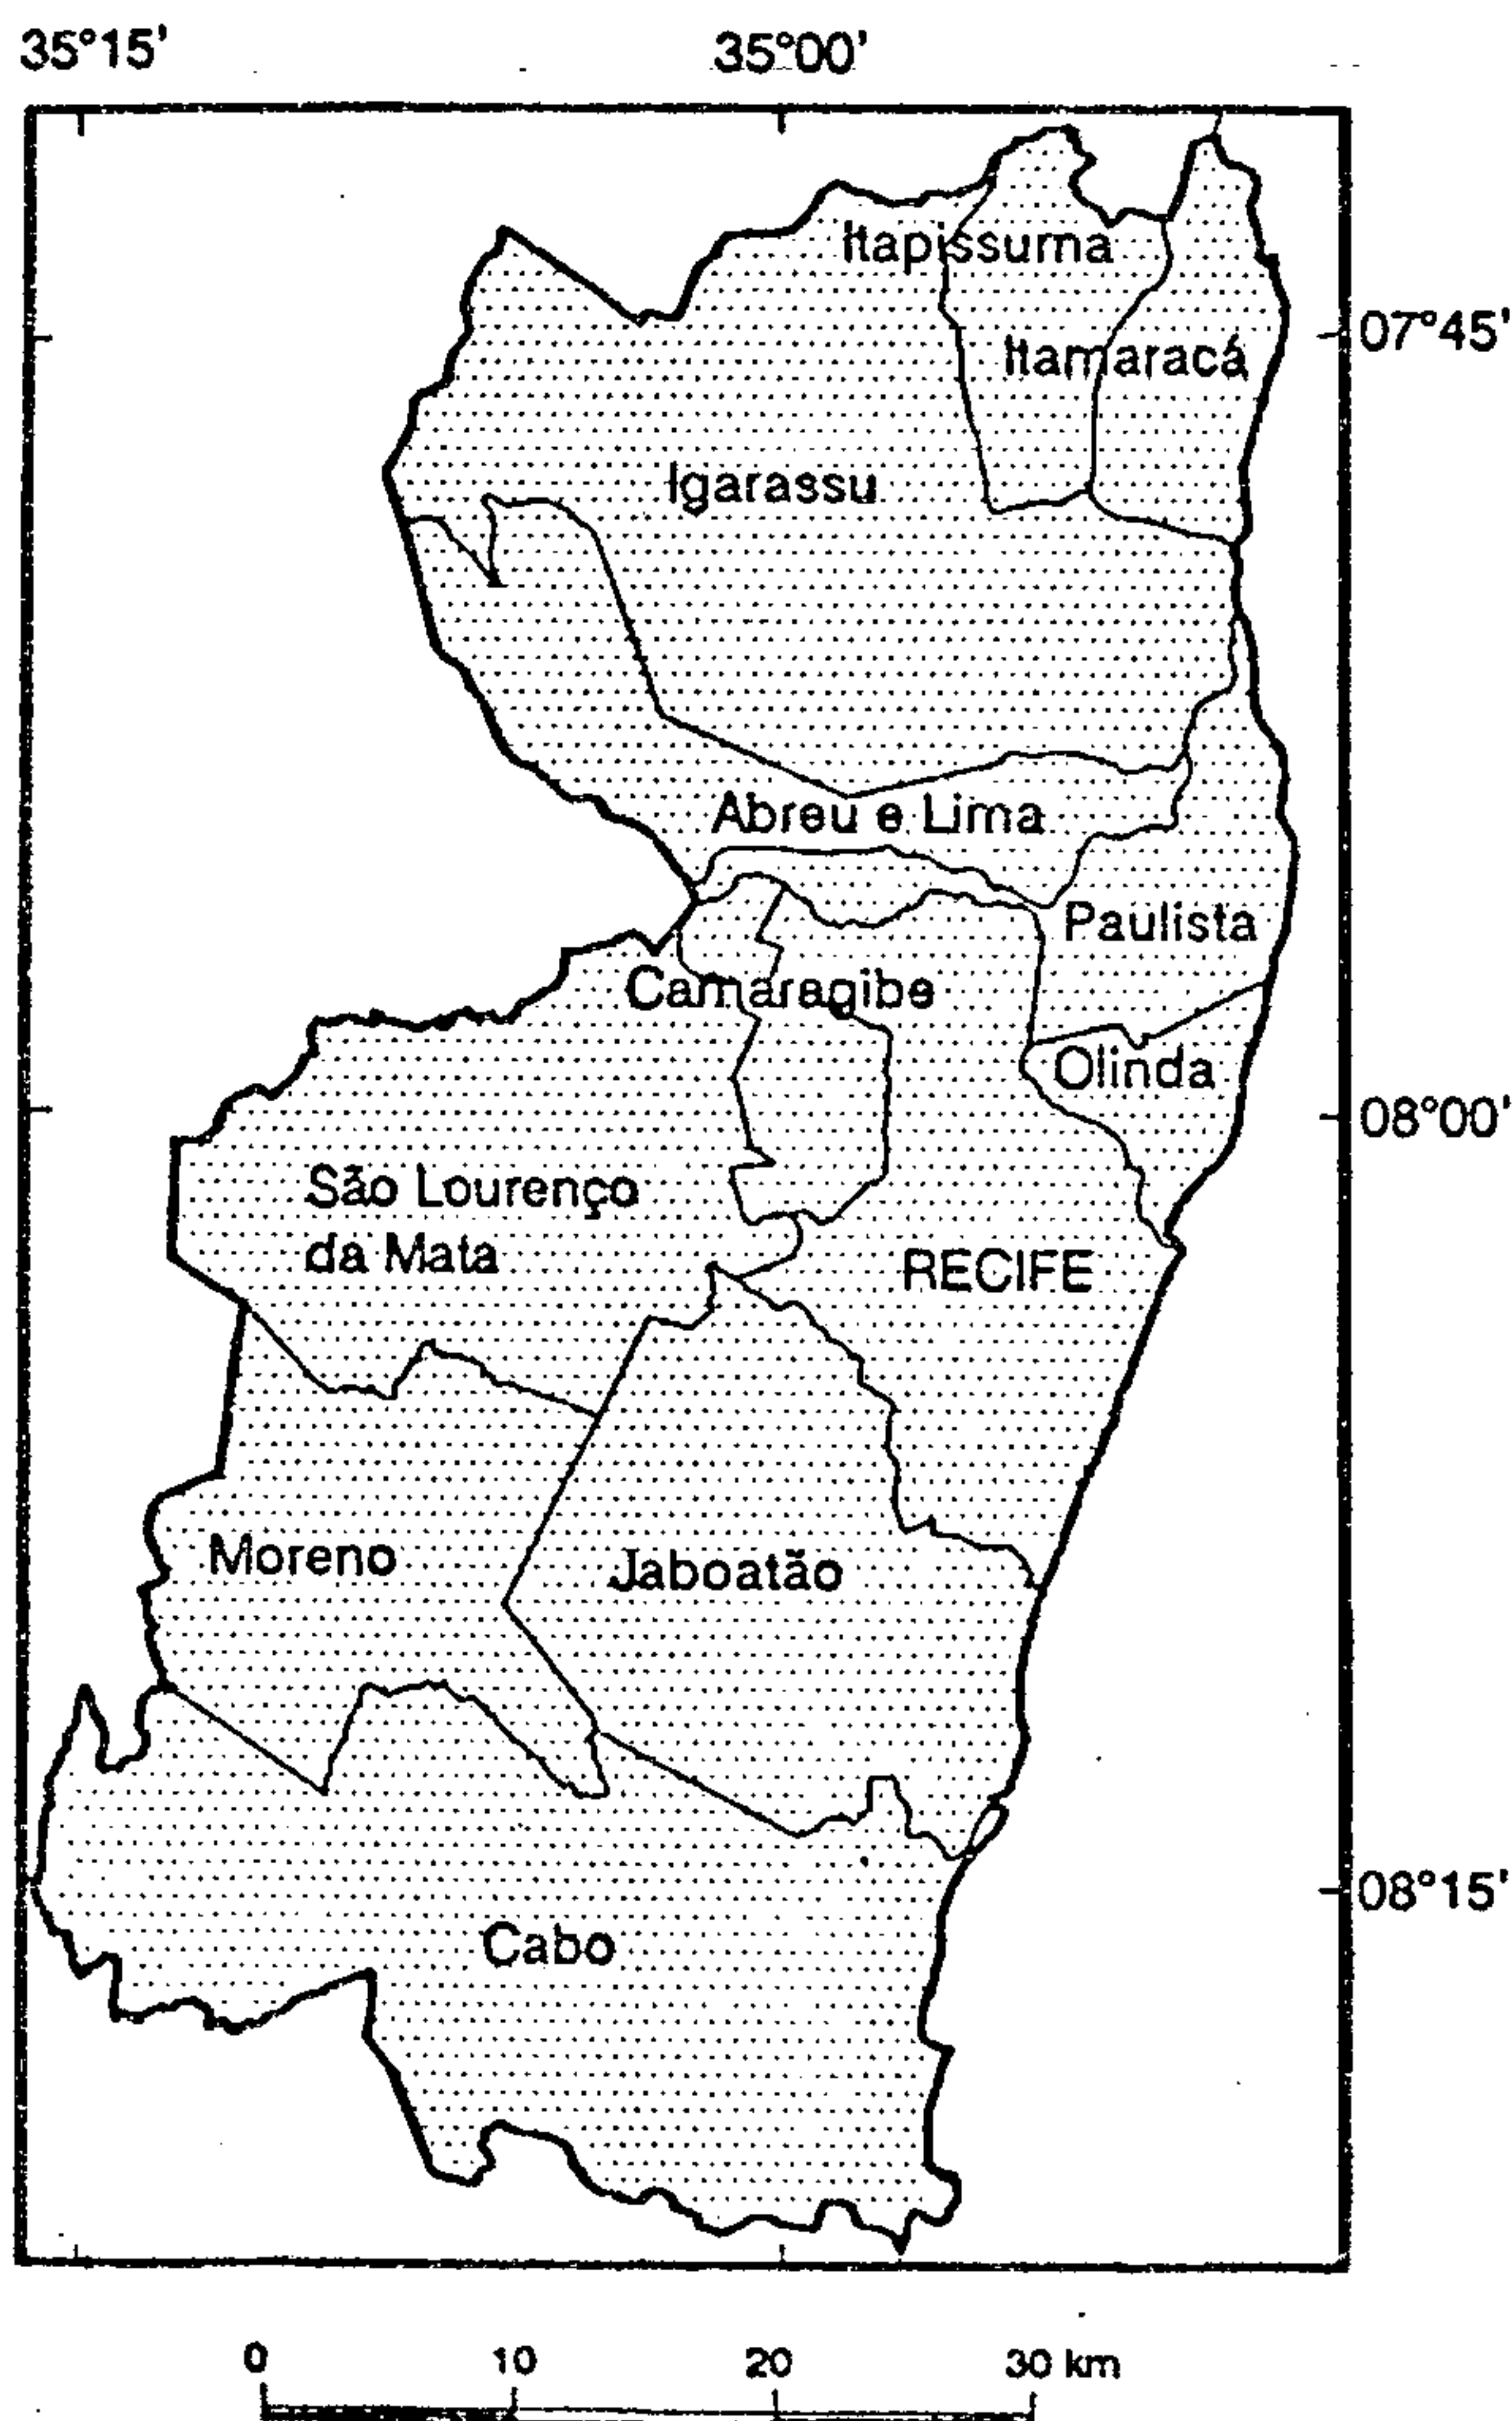 35°15' 35°00'
Itapissuma
07°45'
Itamaracá
Igarassu
Abreu e Lima
Paulista
Camaragibe
Olinda
08°00'
São Lourenço
da Mata
RECIFE
Moreno
Jaboatão
08°15'
Cabo
0 10 20 30 km